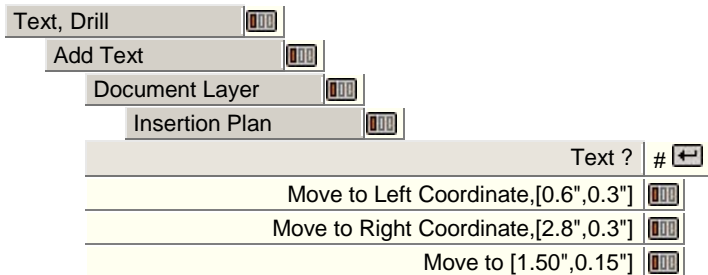 Text, Drill
Add Text
Document Layer
Insertion Plan
Text ? #
Move to Left Coordinate,[0.6",0.3"]
Move to Right Coordinate,[2.8",0.3"]
Move to [1.50",0.15"]